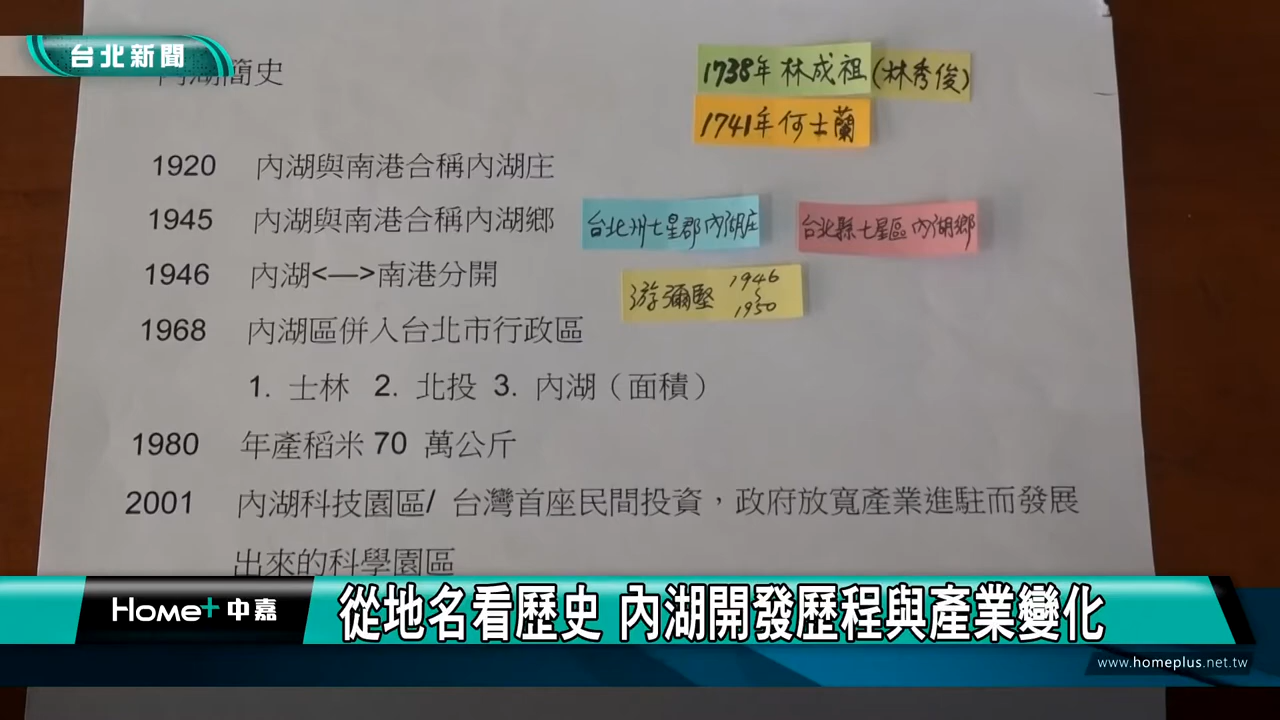 台北新聞
內湖簡史
1738年 林成祖 (林秀俊)
1741年 何士蘭
1920 內湖與南港合稱內湖庄
1945 內湖與南港合稱內湖鄉
台北州七星郡內湖庄
台北縣七星區內湖鄉
1946 內湖<—>南港分開
游彌堅 1946
~
1950
1968 內湖區併入台北市行政區
1. 士林 2. 北投 3. 內湖（面積）
1980 年產稻米 70 萬公斤
2001 內湖科技園區/ 台灣首座民間投資，政府放寬產業進駐而發展
出來的科學園區
Home+中嘉
從地名看歷史 內湖開發歷程與產業變化
www.homeplus.net.tw